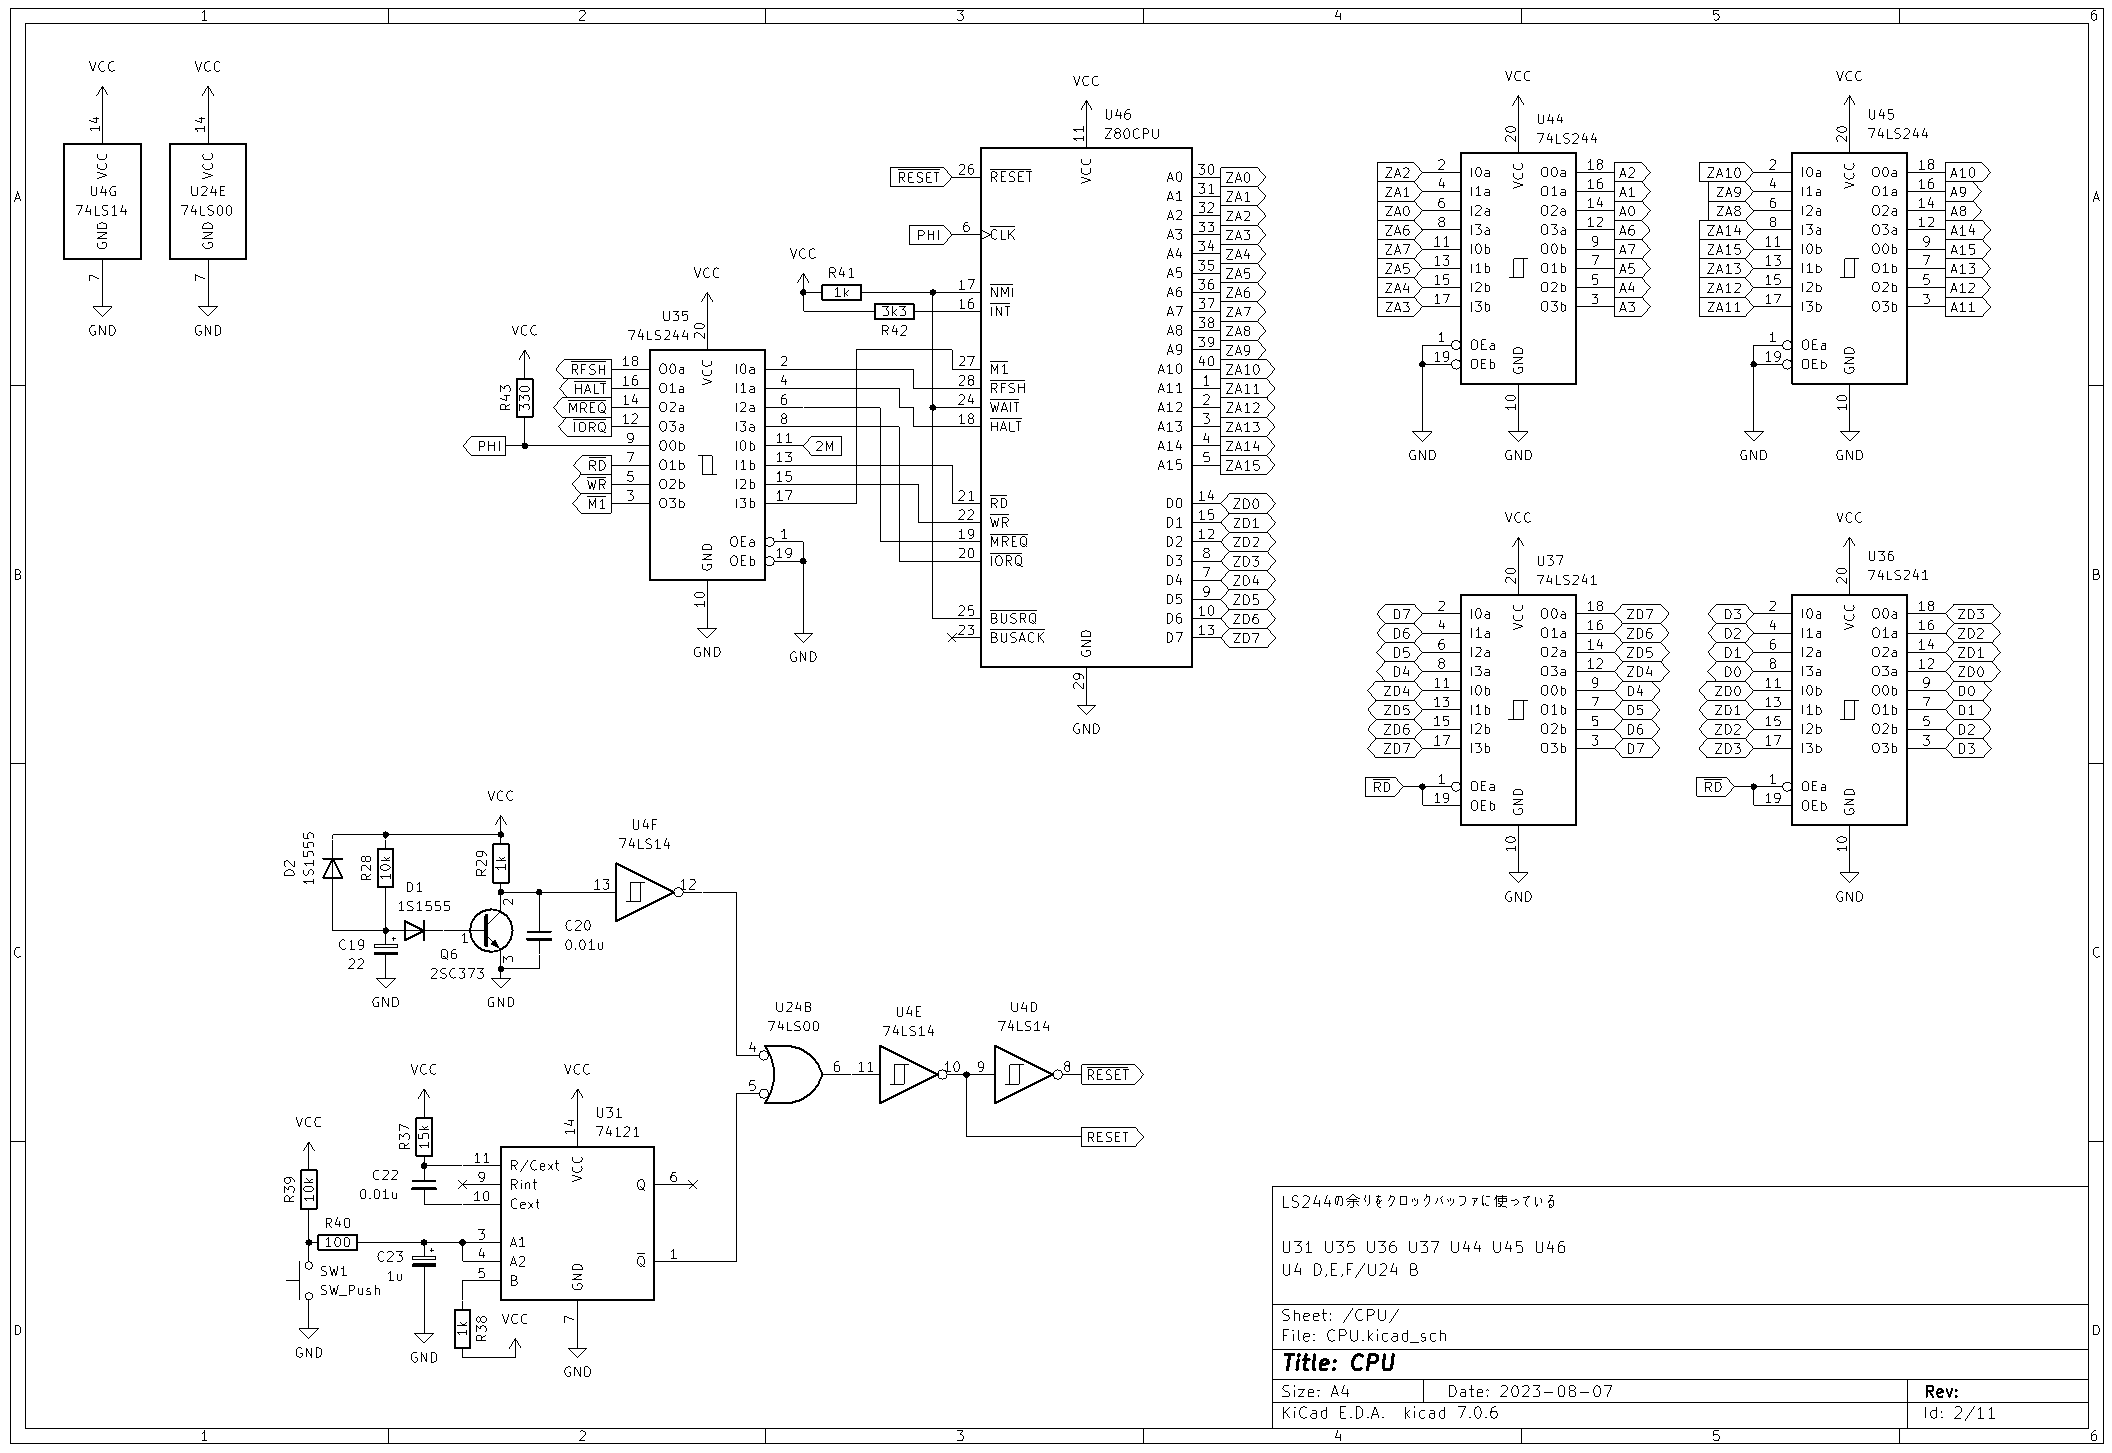 1 2 3 4 5 6
A
B
C
D
VCC
14
VCC
U4G
74LS14
GND
7
GND
VCC
14
VCC
U24E
74LS00
GND
7
GND
VCC
U46
Z80CPU
11
VCC
RESET 26 RESET
PHI 6 CLK
VCC
R41
1k
17 NMI
16 INT
3k3
R42
27 M1
28 RFSH
24 WAIT
18 HALT
21 RD
22 WR
19 MREQ
20 IORQ
25 BUSRQ
23 BUSACK
A0 30 ZA0
A1 31 ZA1
A2 32 ZA2
A3 33 ZA3
A4 34 ZA4
A5 35 ZA5
A6 36 ZA6
A7 37 ZA7
A8 38 ZA8
A9 39 ZA9
A10 40 ZA10
A11 1 ZA11
A12 2 ZA12
A13 3 ZA13
A14 4 ZA14
A15 5 ZA15
D0 14 ZD0
D1 15 ZD1
D2 12 ZD2
D3 8 ZD3
D4 7 ZD4
D5 9 ZD5
D6 10 ZD6
D7 13 ZD7
GND
29
GND
VCC
U35
74LS244
20
VCC
VCC
R43
330
RFSH 18 O0a I0a 2
HALT 16 O1a I1a 4
MREQ 14 O2a I2a 6
IORQ 12 O3a I3a 8
PHI 9 O0b I0b 11 2M
RD 7 O1b I1b 13
WR 5 O2b I2b 15
M1 3 O3b I3b 17
OEa 1
OEb 19
GND
10
GND
GND
VCC
U44
74LS244
20
VCC
ZA2 2 I0a O0a 18 A2
ZA1 4 I1a O1a 16 A1
ZA0 6 I2a O2a 14 A0
ZA6 8 I3a O3a 12 A6
ZA7 11 I0b O0b 9 A7
ZA5 13 I1b O1b 7 A5
ZA4 15 I2b O2b 5 A4
ZA3 17 I3b O3b 3 A3
1 OEa
19 OEb
GND
10
GND
GND
VCC
U45
74LS244
20
VCC
ZA10 2 I0a O0a 18 A10
ZA9 4 I1a O1a 16 A9
ZA8 6 I2a O2a 14 A8
ZA14 8 I3a O3a 12 A14
ZA15 11 I0b O0b 9 A15
ZA13 13 I1b O1b 7 A13
ZA12 15 I2b O2b 5 A12
ZA11 17 I3b O3b 3 A11
1 OEa
19 OEb
GND
10
GND
GND
VCC
U37
74LS241
20
VCC
D7 2 I0a O0a 18 ZD7
D6 4 I1a O1a 16 ZD6
D5 6 I2a O2a 14 ZD5
D4 8 I3a O3a 12 ZD4
ZD4 11 I0b O0b 9 D4
ZD5 13 I1b O1b 7 D5
ZD6 15 I2b O2b 5 D6
ZD7 17 I3b O3b 3 D7
RD 1 OEa
19 OEb
GND
10
GND
VCC
U36
74LS241
20
VCC
D3 2 I0a O0a 18 ZD3
D2 4 I1a O1a 16 ZD2
D1 6 I2a O2a 14 ZD1
D0 8 I3a O3a 12 ZD0
ZD0 11 I0b O0b 9 D0
ZD1 13 I1b O1b 7 D1
ZD2 15 I2b O2b 5 D2
ZD3 17 I3b O3b 3 D3
RD 1 OEa
19 OEb
GND
10
GND
VCC
D2
1S1555
R28
10k
R29
1k
D1
1S1555
C19
22
GND
1
2
3
Q6
2SC373
GND
C20
0.01u
U4F
74LS14
13 12
U24B
74LS00
4
5
6
U4E
74LS14
11 10
U4D
74LS14
9 8
RESET
RESET
VCC
R37
15k
C22
0.01u
VCC
14
U31
74121
11 R/Cext
9 Rint
10 Cext
VCC
Q 6
3 A1
4 A2
5 B
Q 1
GND
7
GND
VCC
R39
10k
R40
100
C23
1u
GND
SW1
SW_Push
GND
1k
R38
VCC
LS244の余りをクロックバッファに使っている
U31 U35 U36 U37 U44 U45 U46
U4 D,E,F/U24 B
Sheet: /CPU/
File: CPU.kicad_sch
Title: CPU
Size: A4 Date: 2023-08-07 Rev:
KiCad E.D.A. kicad 7.0.6 Id: 2/11
A
B
C
D
1 2 3 4 5 6